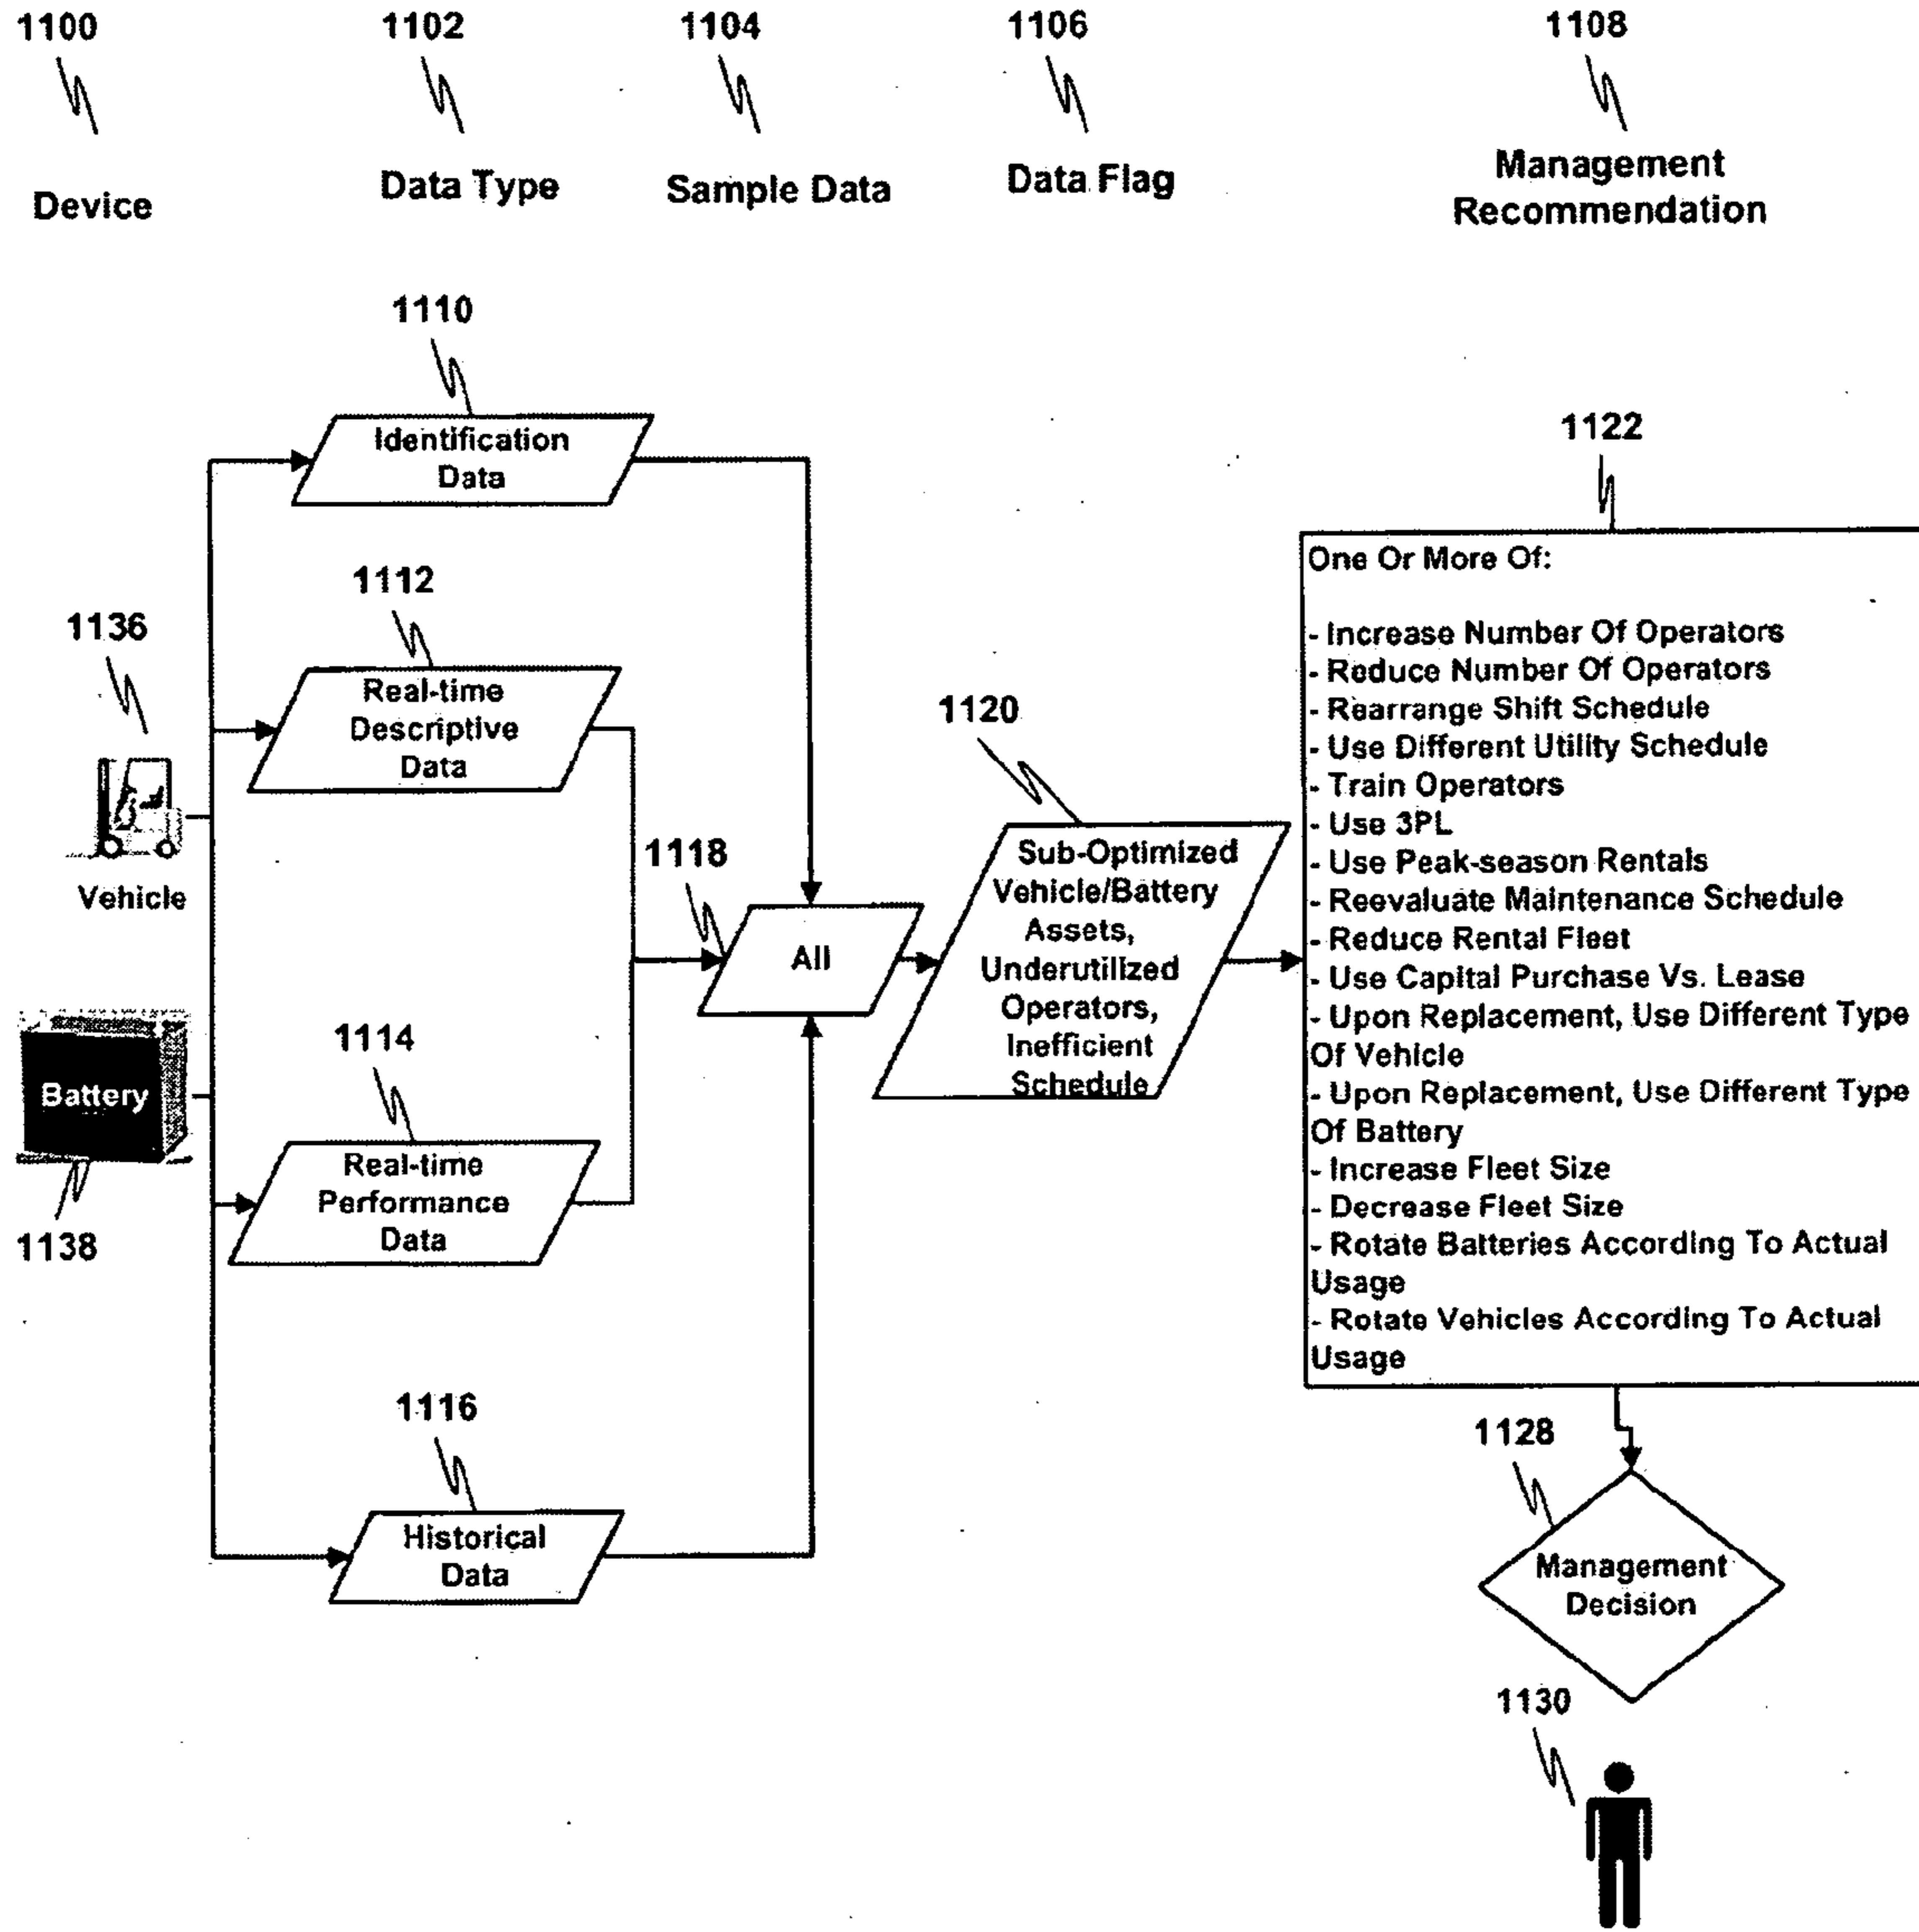 1100
1102
1104
1106
1108
Device
Data Type
Sample Data
Data Flag
Management
Recommendation
1110
Identification
Data
1112
Real-time
Descriptive
Data
1136
Vehicle
Battery
1138
1114
Real-time
Performance
Data
1116
Historical
Data
1118
All
1120
Sub-Optimized
Vehicle/Battery
Assets,
Underutilized
Operators,
Inefficient
Schedule
1122
One Or More Of:
- Increase Number Of Operators
- Reduce Number Of Operators
- Rearrange Shift Schedule
- Use Different Utility Schedule
- Train Operators
- Use 3PL
- Use Peak-season Rentals
- Reevaluate Maintenance Schedule
- Reduce Rental Fleet
- Use Capital Purchase Vs. Lease
- Upon Replacement, Use Different Type
Of Vehicle
- Upon Replacement, Use Different Type
Of Battery
- Increase Fleet Size
- Decrease Fleet Size
- Rotate Batteries According To Actual
Usage
- Rotate Vehicles According To Actual
Usage
1128
Management
Decision
1130